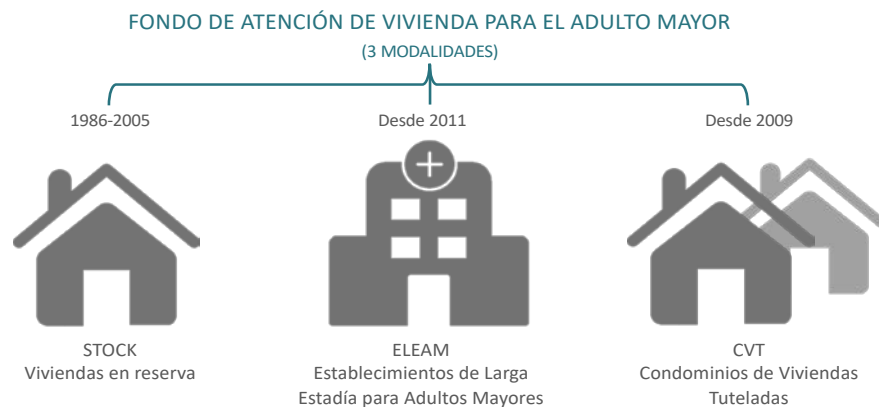 FONDO DE ATENCIÓN DE VIVIENDA PARA EL ADULTO MAYOR
(3 MODALIDADES)
1986-2005
Desde 2011
Desde 2009
STOCK
Viviendas en reserva
ELEAM
Establecimientos de Larga
Estadía para Adultos Mayores
CVT
Condominios de Viviendas
Tuteladas